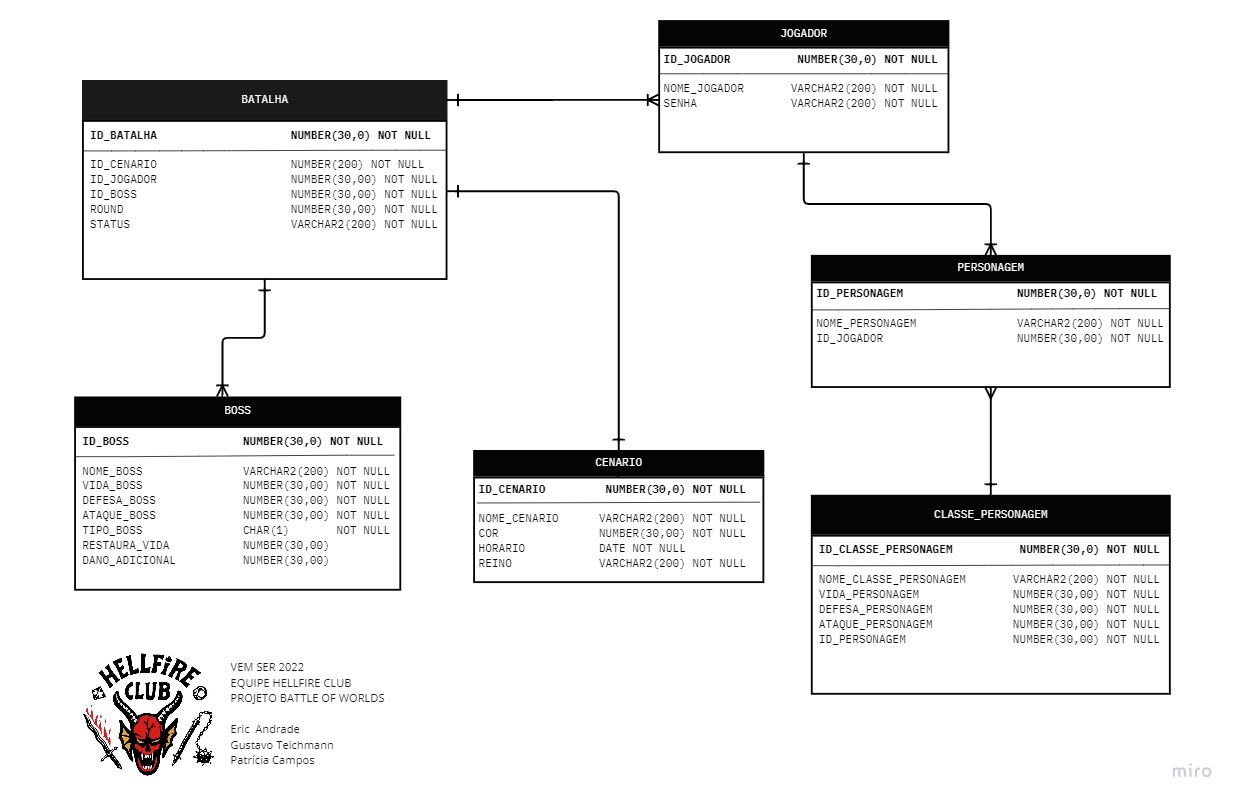 JOGADOR
ID_JOGADOR NUMBER(30,0) NOT NULL
NOME_JOGADOR VARCHAR2(200) NOT NULL
SENHA VARCHAR2(200) NOT NULL
BATALHA
ID_BATALHA NUMBER(30,0) NOT NULL
ID_CENARIO NUMBER(200) NOT NULL
ID_JOGADOR NUMBER(30,00) NOT NULL
ID_BOSS NUMBER(30,00) NOT NULL
ROUND NUMBER(30,00) NOT NULL
STATUS VARCHAR2(200) NOT NULL
PERSONAGEM
ID_PERSONAGEM NUMBER(30,0) NOT NULL
NOME_PERSONAGEM VARCHAR2(200) NOT NULL
ID_JOGADOR NUMBER(30,00) NOT NULL
BOSS
ID_BOSS NUMBER(30,0) NOT NULL
NOME_BOSS VARCHAR2(200) NOT NULL
VIDA_BOSS NUMBER(30,00) NOT NULL
DEFESA_BOSS NUMBER(30,00) NOT NULL
ATAQUE_BOSS NUMBER(30,00) NOT NULL
TIPO_BOSS CHAR(1) NOT NULL
RESTAURA_VIDA NUMBER(30,00)
DANO_ADICIONAL NUMBER(30,00)
CENARIO
ID_CENARIO NUMBER(30,0) NOT NULL
NOME_CENARIO VARCHAR2(200) NOT NULL
COR NUMBER(30,00) NOT NULL
HORARIO DATE NOT NULL
REINO VARCHAR2(200) NOT NULL
CLASSE_PERSONAGEM
ID_CLASSE_PERSONAGEM NUMBER(30,0) NOT NULL
NOME_CLASSE_PERSONAGEM VARCHAR2(200) NOT NULL
VIDA_PERSONAGEM NUMBER(30,00) NOT NULL
DEFESA_PERSONAGEM NUMBER(30,00) NOT NULL
ATAQUE_PERSONAGEM NUMBER(30,00) NOT NULL
ID_PERSONAGEM NUMBER(30,00) NOT NULL
HELLFiRE
CLUB
VEM SER 2022
EQUIPE HELLFIRE CLUB
PROJETO BATTLE OF WORLDS
Eric Andrade
Gustavo Teichmann
Patrícia Campos
miro